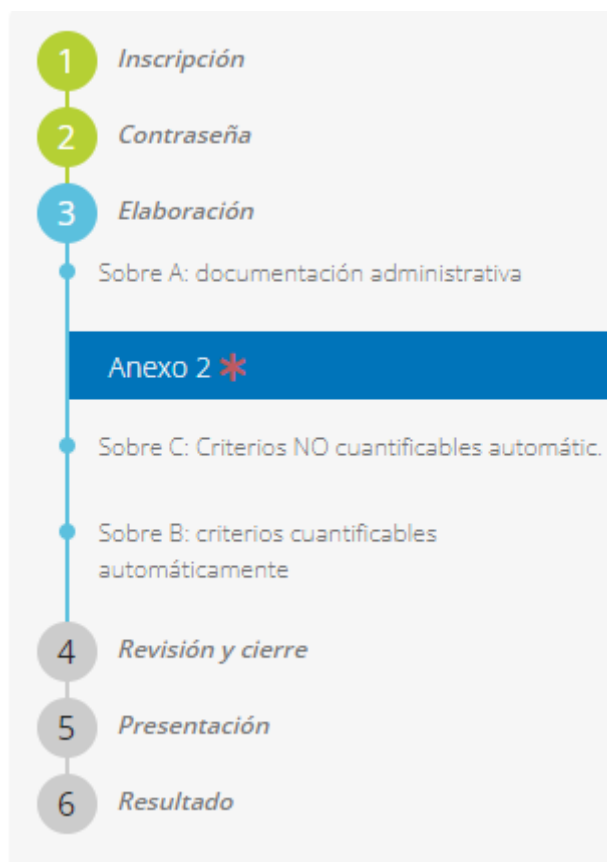 1 Inscripción
2 Contraseña
3 Elaboración
Sobre A: documentación administrativa
Anexo 2 *
Sobre C: Criterios NO cuantificables automátic.
Sobre B: criterios cuantificables
automáticamente
4 Revisión y cierre
5 Presentación
6 Resultado